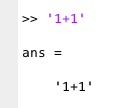 >> '1+1'
ans =
'1+1'